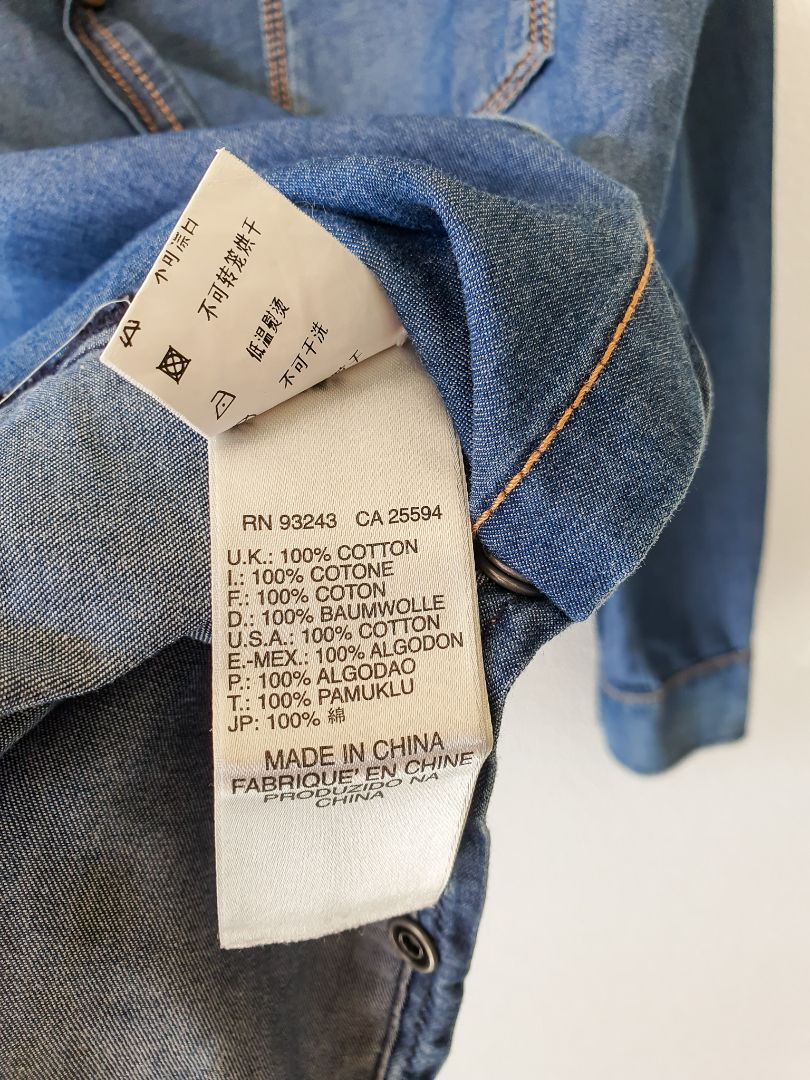 不可漂白
不可转笼烘干
低温熨烫
不可干洗
RN 93243 CA 25594
U.K.: 100% COTTON
I.: 100% COTONE
F.: 100% COTON
D.: 100% BAUMWOLLE
U.S.A.: 100% COTTON
E.-MEX.: 100% ALGODON
P.: 100% ALGODAO
T.: 100% PAMUKLU
JP: 100% 綿
MADE IN CHINA
FABRIQUE' EN CHINE
PRODUZIDO NA
CHINA